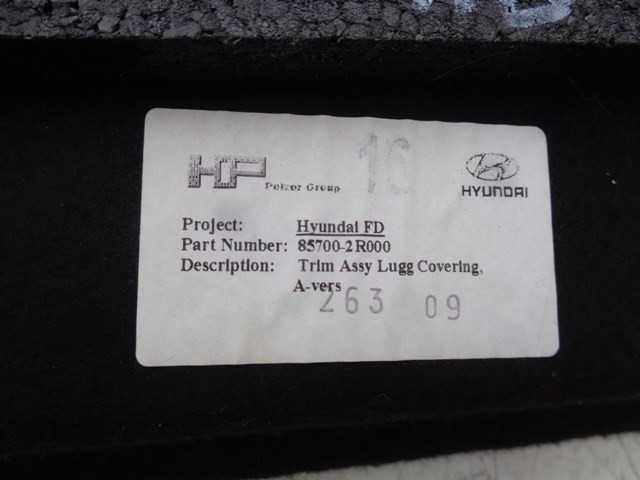 HP Pelzer Group
16
HYUNDAI
Project: Hyundai FD
Part Number: 85700-2R000
Description: Trim Assy Lugg Covering,
A-vers
263 09